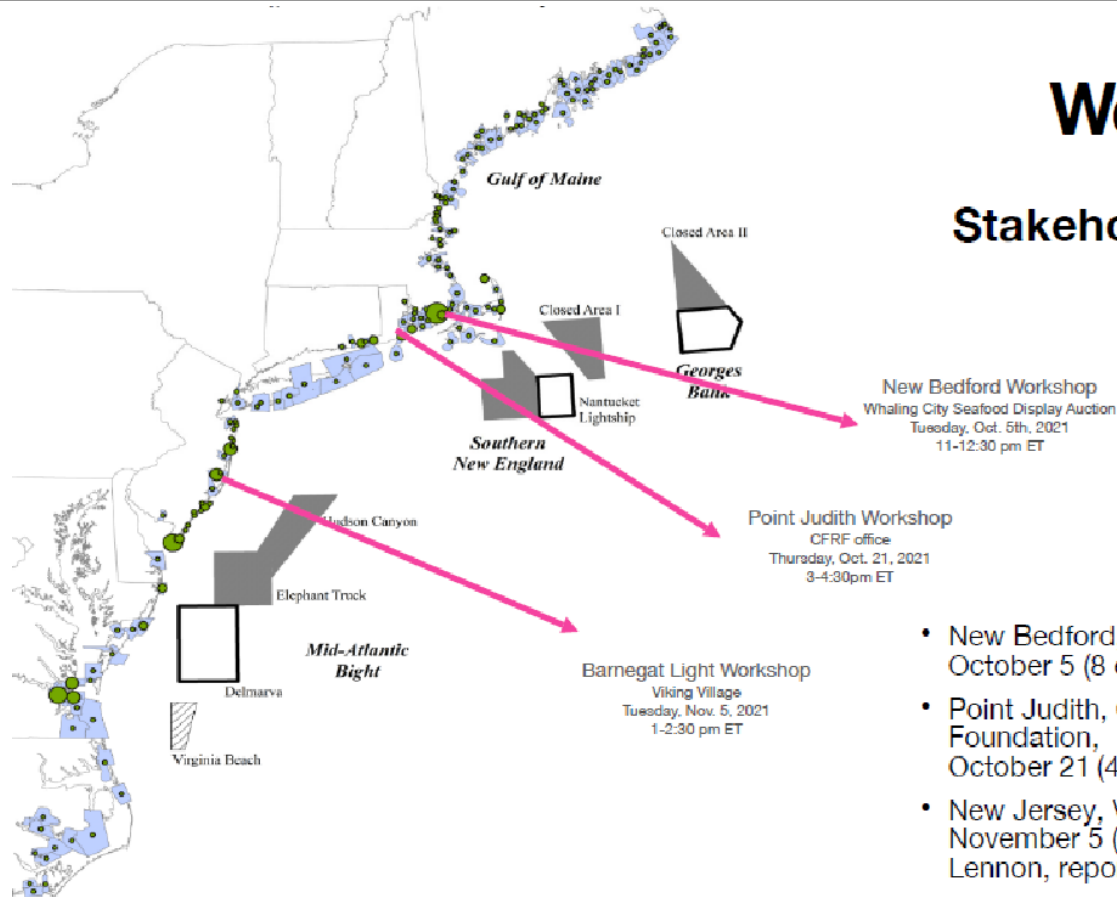 Gulf of Maine
Closed Area II
Closed Area I
Georges
Bank
Nantucket
Lightship
Southern
New England
Hudson Canyon
Elephant Truck
Mid-Atlantic
Bight
Delmarva
Virginia Beach
New Bedford Workshop
Whaling City Seafood Display Auction
Tuesday, Oct. 5th, 2021
11-12:30 pm ET
Point Judith Workshop
CFRF office
Thursday, Oct. 21, 2021
3-4:30pm ET
Barnegat Light Workshop
Viking Village
Tuesday, Nov. 5, 2021
1-2:30 pm ET
• New Bedford
October 5 (8
• Point Judith,
Foundation,
October 21 (4
• New Jersey,
November 5 (
Lennon,